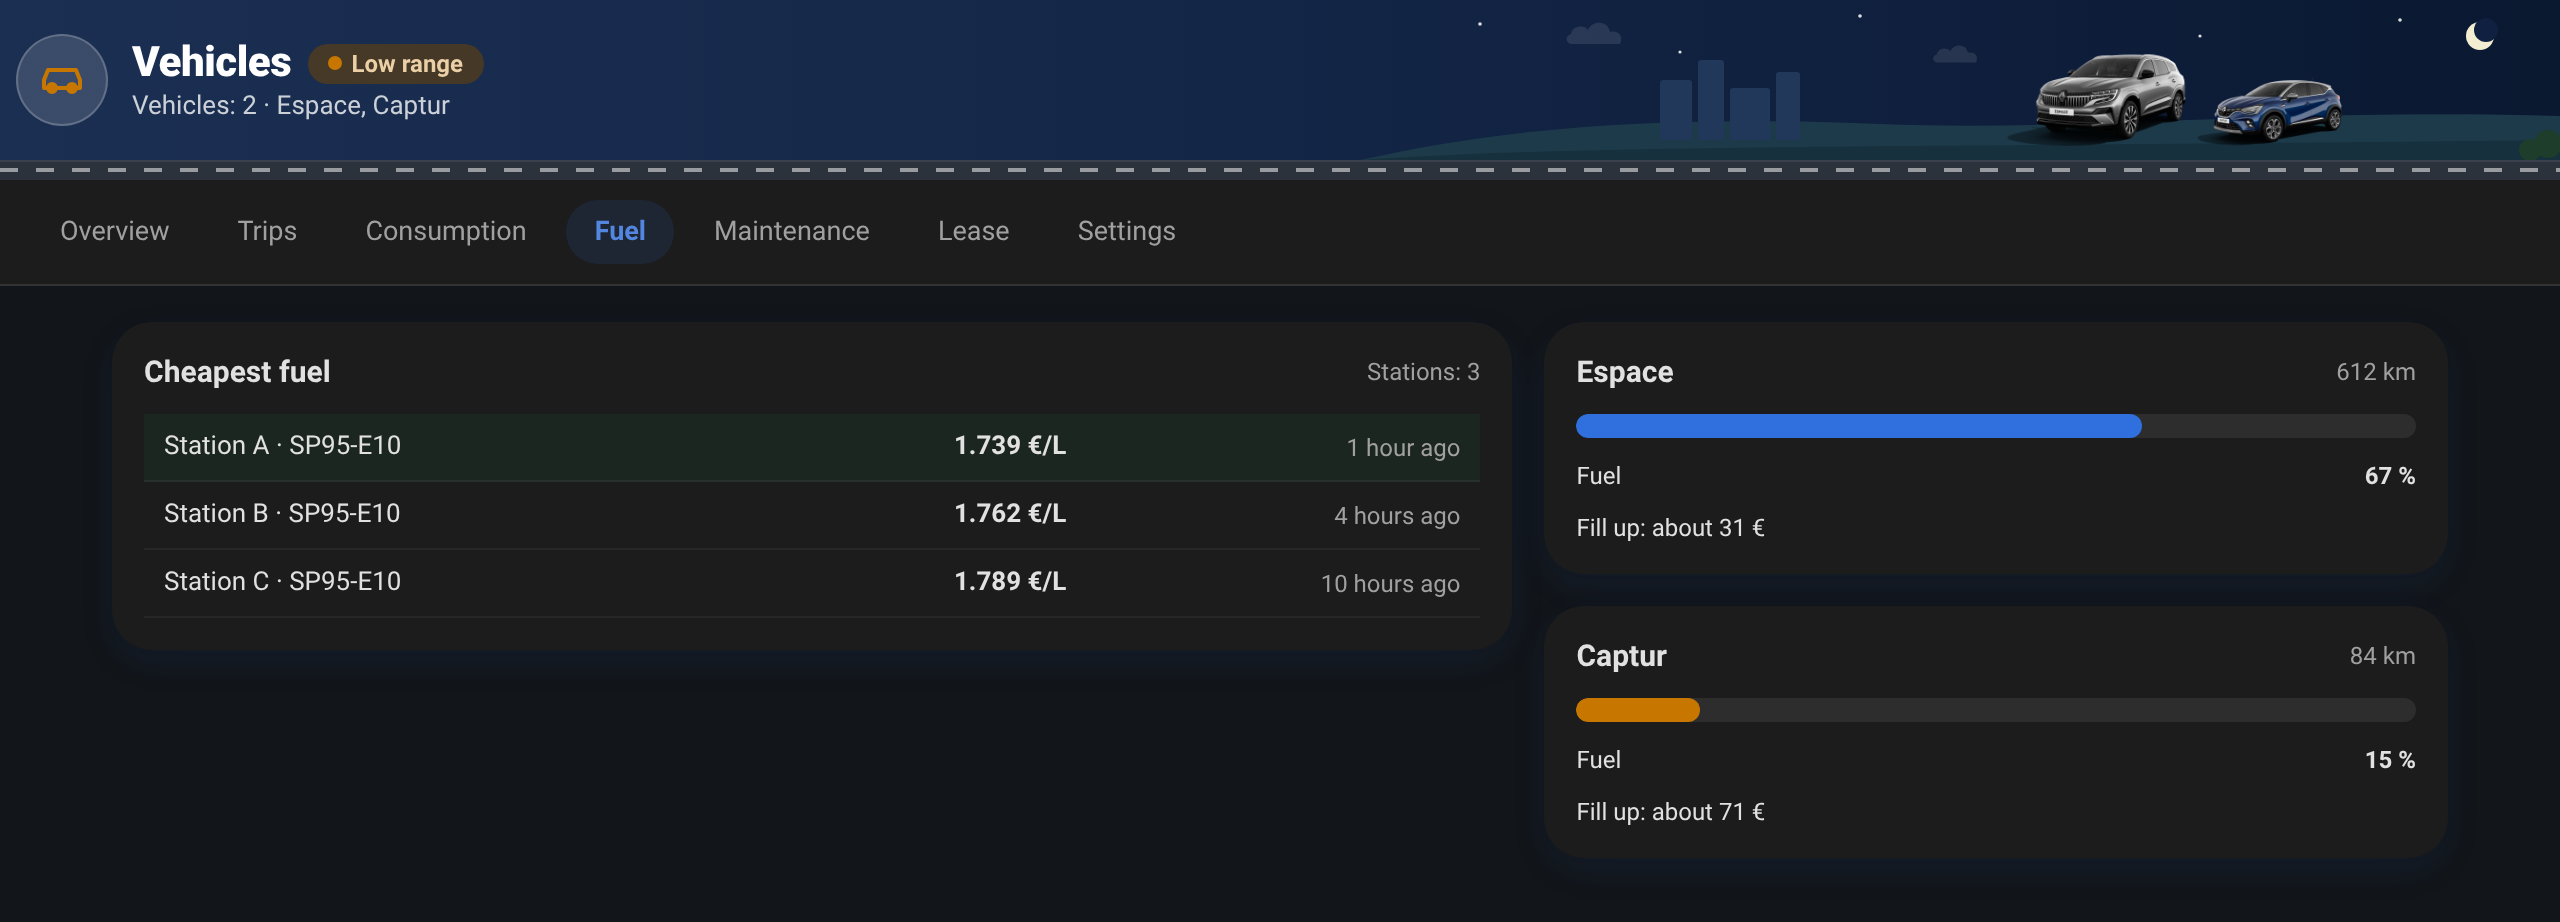 Vehicles
Low range
Vehicles: 2 · Espace, Captur
Overview
Trips
Consumption
Fuel
Maintenance
Lease
Settings
Cheapest fuel
Stations: 3
Station A · SP95-E10
1.739 €/L
1 hour ago
Station B · SP95-E10
1.762 €/L
4 hours ago
Station C · SP95-E10
1.789 €/L
10 hours ago
Espace
612 km
Fuel
67 %
Fill up: about 31 €
Captur
84 km
Fuel
15 %
Fill up: about 71 €